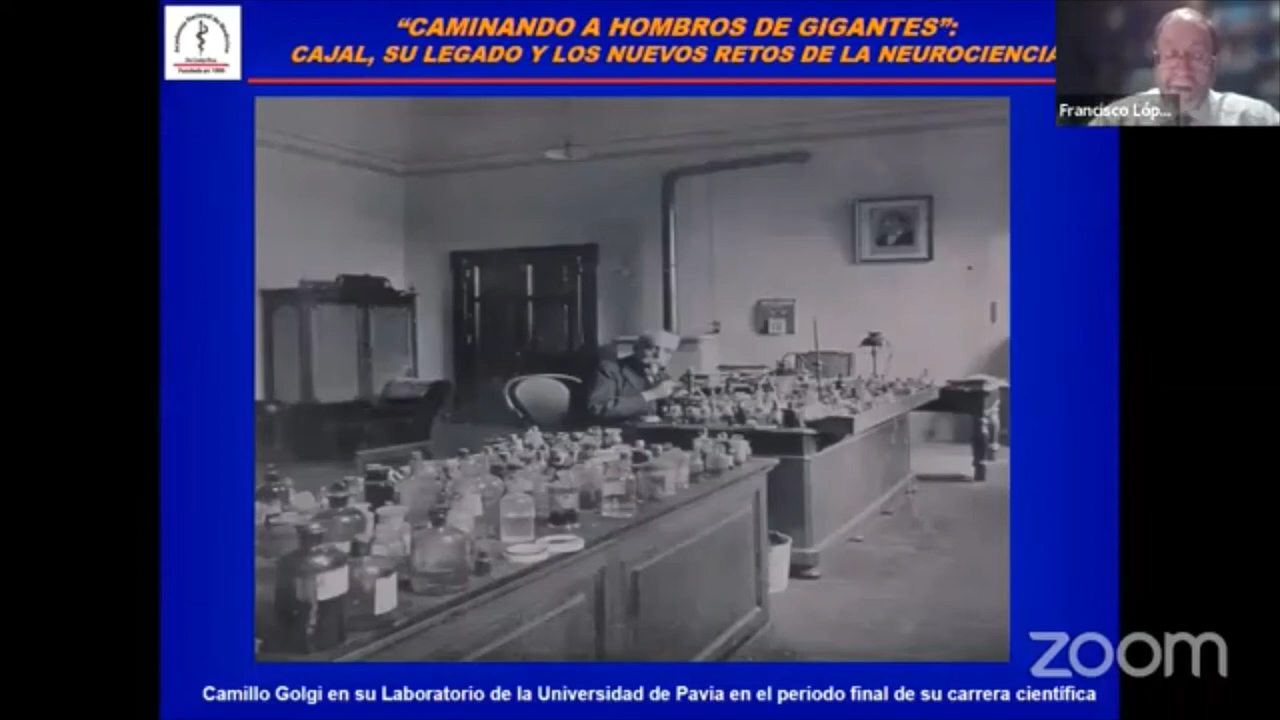 “CAMINANDO A HOMBROS DE GIGANTES”:
CAJAL, SU LEGADO Y LOS NUEVOS RETOS DE LA NEUROCIENCIA
Francisco Lóp...
zoom
Camillo Golgi en su Laboratorio de la Universidad de Pavia en el periodo final de su carrera científica